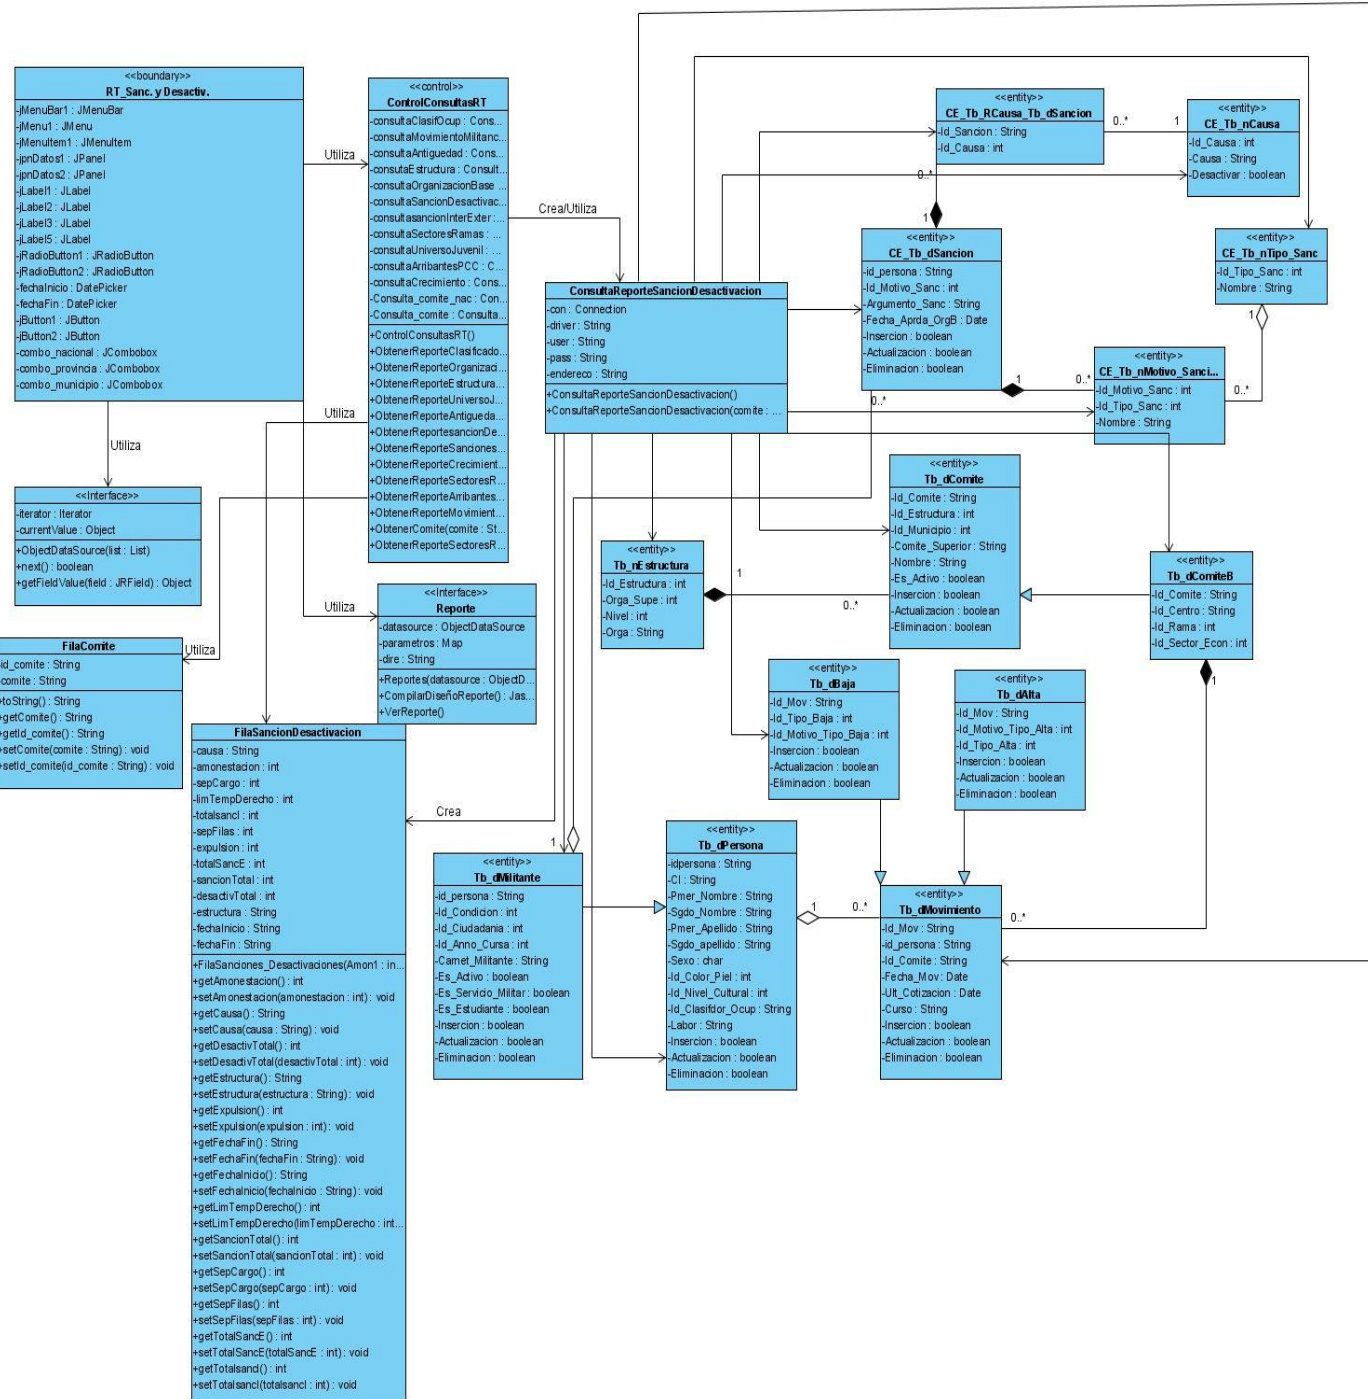 <<boundary>>
RT_Sanc. y Desactiv.
-jMenuBar1 : JMenuBar
-jMenu1 : JMenu
-jMenuItem1 : JMenuItem
-jpnDatos1 : JPanel
-jpnDatos2 : JPanel
-jLabel1 : JLabel
-jLabel2 : JLabel
-jLabel3 : JLabel
-jLabel5 : JLabel
-jRadioButton1 : JRadioButton
-jRadioButton2 : JRadioButton
-fechaInicio : DatePicker
-fechaFin : DatePicker
-jButton1 : JButton
-jButton2 : JButton
-combo_nacional : JCombobox
-combo_provincia : JCombobox
-combo_municipio : JCombobox
Utiliza
Utiliza
Utiliza
Utiliza
Utiliza
<<control>>
ControlConsultasRT
-consultaClasifOcup : Cons...
-consultaMovimientoMilitanc...
-consultaAntiguedad : Cons...
-consutaEstructura : Consult...
-consultaOrganizacionBase ...
-consultaSancionDesactivac...
-consultasancionInterExter : ...
-consultaSectoresRamas : ...
-consultaUniversoJuvenil : ...
-consultaArribantesPCC : C...
-consultaCrecimiento : Cons...
-Consulta_comite_nac : Con...
-Consulta_comite : Consulta...
+ControlConsultasRT()
+ObtenerReporteClasificado...
+ObtenerReporteOrganizaci...
+ObtenerReporteEstructura...
+ObtenerReporteUniversoJ...
+ObtenerReporteAntigueda...
+ObtenerReportesancionDe...
+ObtenerReporteSanciones...
+ObtenerReporteCrecimient...
+ObtenerReporteSectoresR...
+ObtenerReporteArribantes...
+ObtenerReporteMovimient...
+ObtenerComite(comite : St...
+ObtenerReporteSectoresR...
Crea/Utiliza
<<Interface>>
-iterator : Iterator
-currentValue : Object
+ObjectDataSource(list : List)
+next() : boolean
+getFieldValue(field : JRField) : Object
FilaComite
-id_comite : String
-comite : String
+toString() : String
+getComite() : String
+getId_comite() : String
+setComite(comite : String) : void
+setId_comite(id_comite : String) : void
<<Interface>>
Reporte
-datasource : ObjectDataSource
-parametros : Map
-dire : String
+Reportes(datasource : ObjectD...
+CompilarDiseñoReporte() : Jas...
+VerReporte()
FilaSancionDesactivacion
-causa : String
-amonestacion : int
-sepCargo : int
-limTempDerecho : int
-totalsancI : int
-sepFilas : int
-expulsion : int
-totalSancE : int
-sancionTotal : int
-desactivTotal : int
-estructura : String
-fechaInicio : String
-fechaFin : String
+FilaSanciones_Desactivaciones(Amon1 : in...
+getAmonestacion() : int
+setAmonestacion(amonestacion : int) : void
+getCausa() : String
+setCausa(causa : String) : void
+getDesactivTotal() : int
+setDesactivTotal(desactivTotal : int) : void
+getEstructura() : String
+setEstructura(estructura : String) : void
+getExpulsion() : int
+setExpulsion(expulsion : int) : void
+getFechaFin() : String
+setFechaFin(fechaFin : String) : void
+getFechaInicio() : String
+setFechaInicio(fechaInicio : String) : void
+getLimTempDerecho() : int
+setLimTempDerecho(limTempDerecho : int...
+getSancionTotal() : int
+setSancionTotal(sancionTotal : int) : void
+getSepCargo() : int
+setSepCargo(sepCargo : int) : void
+getSepFilas() : int
+setSepFilas(sepFilas : int) : void
+getTotalSancE() : int
+setTotalSancE(totalSancE : int) : void
+getTotalsancI() : int
+setTotalsancI(totalsancI : int) : void
Crea
ConsultaReporteSancionDesactivacion
-con : Connection
-driver : String
-user : String
-pass : String
-endereco : String
+ConsultaReporteSancionDesactivacion()
+ConsultaReporteSancionDesactivacion(comite : ...
<<entity>>
CE_Tb_RCausa_Tb_dSancion
-Id_Sancion : String
-Id_Causa : int
0..*
1
<<entity>>
CE_Tb_nCausa
-Id_Causa : int
-Causa : String
-Desactivar : boolean
0..*
1
<<entity>>
CE_Tb_dSancion
-id_persona : String
-Id_Motivo_Sanc : int
-Argumento_Sanc : String
-Fecha_Aprda_OrgB : Date
-Insercion : boolean
-Actualizacion : boolean
-Eliminacion : boolean
<<entity>>
CE_Tb_nTipo_Sanc
-Id_Tipo_Sanc : int
-Nombre : String
1
0..*
1
0..*
0..*
<<entity>>
CE_Tb_nMotivo_Sanci...
-Id_Motivo_Sanc : int
-Id_Tipo_Sanc : int
-Nombre : String
<<entity>>
Tb_dComite
-Id_Comite : String
-Id_Estructura : int
-Id_Municipio : int
-Comite_Superior : String
-Nombre : String
-Es_Activo : boolean
-Insercion : boolean
-Actualizacion : boolean
-Eliminacion : boolean
<<entity>>
Tb_nEstructura
-Id_Estructura : int
-Orga_Supe : int
-Nivel : int
-Orga : String
1
0..*
<<entity>>
Tb_dComiteB
-Id_Comite : String
-Id_Centro : String
-Id_Rama : int
-Id_Sector_Econ : int
1
<<entity>>
Tb_dBaja
-Id_Mov : String
-Id_Tipo_Baja : int
-Id_Motivo_Tipo_Baja : int
-Insercion : boolean
-Actualizacion : boolean
-Eliminacion : boolean
<<entity>>
Tb_dAlta
-Id_Mov : String
-Id_Motivo_Tipo_Alta : int
-Id_Tipo_Alta : int
-Insercion : boolean
-Actualizacion : boolean
-Eliminacion : boolean
1
<<entity>>
Tb_dMilitante
-id_persona : String
-Id_Condicion : int
-Id_Ciudadania : int
-Id_Anno_Cursa : int
-Carnet_Militante : String
-Es_Activo : boolean
-Es_Servicio_Militar : boolean
-Es_Estudiante : boolean
-Insercion : boolean
-Actualizacion : boolean
-Eliminacion : boolean
<<entity>>
Tb_dPersona
-idpersona : String
-CI : String
-Pmer_Nombre : String
-Sgdo_Nombre : String
-Pmer_Apellido : String
-Sgdo_apellido : String
-Sexo : char
-Id_Color_Piel : int
-Id_Nivel_Cultural : int
-Id_Clasifdor_Ocup : String
-Labor : String
-Insercion : boolean
-Actualizacion : boolean
-Eliminacion : boolean
1
0..*
<<entity>>
Tb_dMovimiento
-Id_Mov : String
-id_persona : String
-Id_Comite : String
-Fecha_Mov : Date
-Ult_Cotizacion : Date
-Curso : String
-Insercion : boolean
-Actualizacion : boolean
-Eliminacion : boolean
0..*